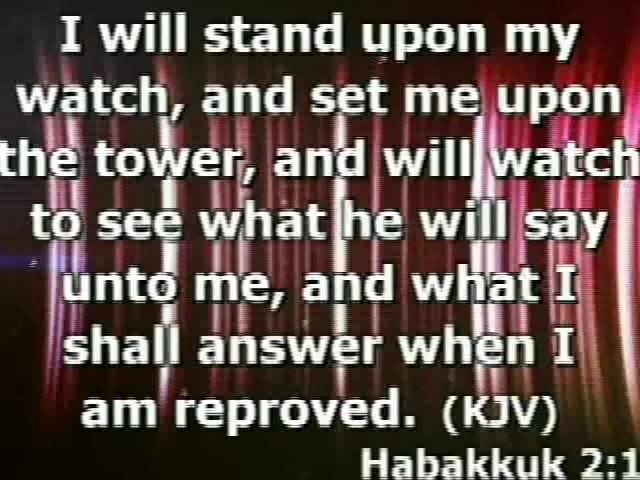 I will stand upon my
watch, and set me upon
the tower, and will watch
to see what he will say
unto me, and what I
shall answer when I
am reproved. (KJV)
Habakkuk 2:1